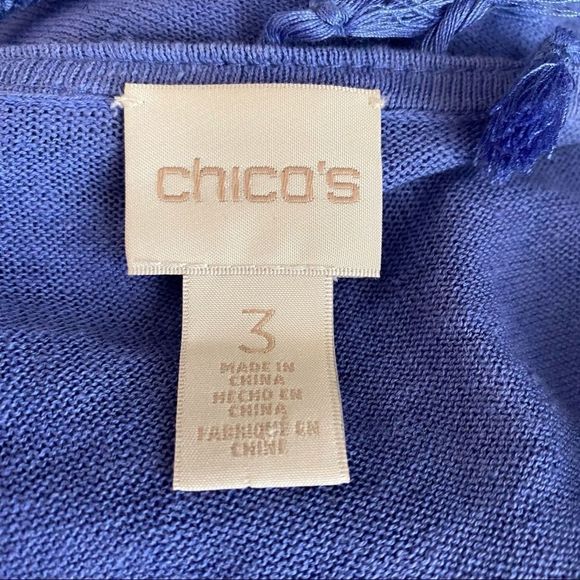 chico's
3
MADE IN
CHINA
HECHO EN
CHINA
FABRIQUÉ EN
CHINE